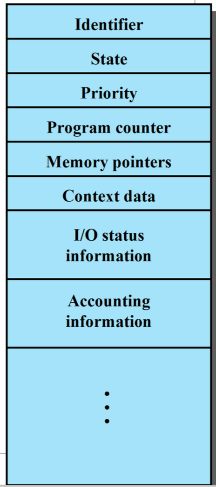 Identifier
State
Priority
Program counter
Memory pointers
Context data
I/O status
information
Accounting
information